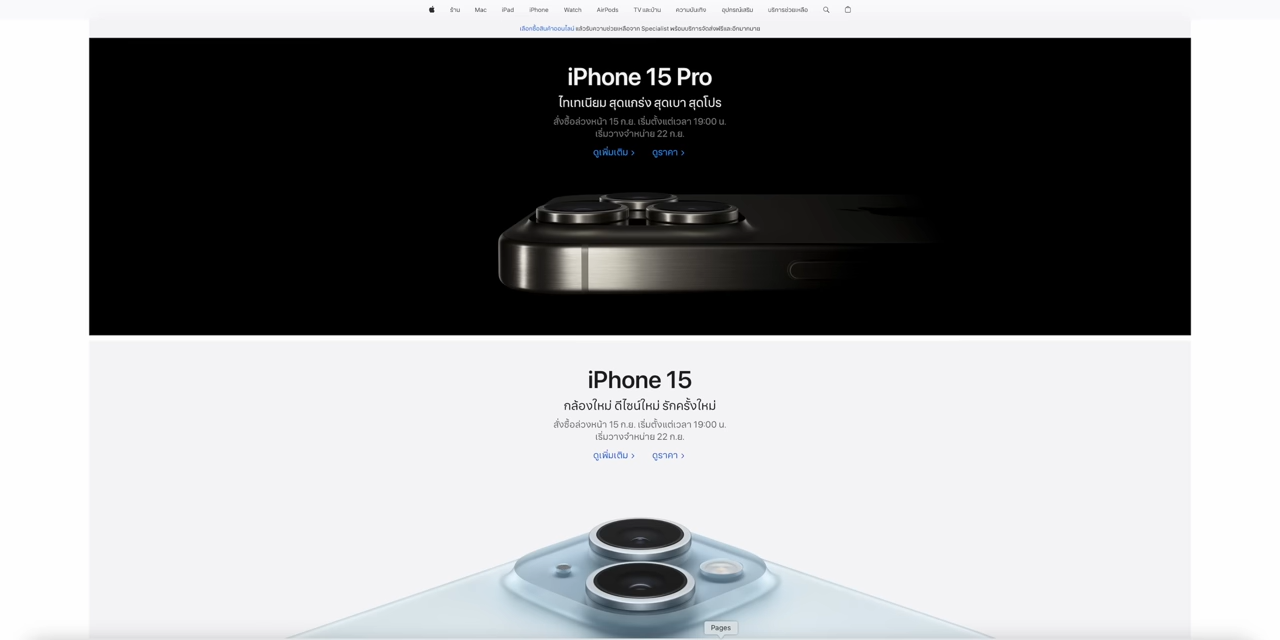 ร้าน Mac iPad iPhone Watch AirPods TV และบ้าน ความบันเทิง อุปกรณ์เสริม บริการช่วยเหลือ
เลือกซื้อสินค้าออนไลน์ แล้วรับความช่วยเหลือจาก Specialist พร้อมบริการจัดส่งฟรีและอีกมากมาย
iPhone 15 Pro
ไทเทเนียม สุดแกร่ง สุดเบา สุดโปร
สั่งซื้อล่วงหน้า 15 ก.ย. เริ่มตั้งแต่เวลา 19:00 น.
เริ่มวางจำหน่าย 22 ก.ย.
ดูเพิ่มเติม > ดูราคา >
iPhone 15
กล้องใหม่ ดีไซน์ใหม่ รักครั้งใหม่
สั่งซื้อล่วงหน้า 15 ก.ย. เริ่มตั้งแต่เวลา 19:00 น.
เริ่มวางจำหน่าย 22 ก.ย.
ดูเพิ่มเติม > ดูราคา >
Pages